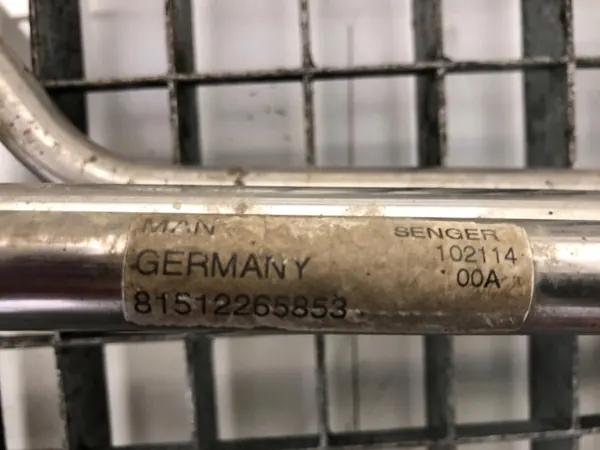 MAN SENGER
GERMANY 102114
00A
81512265853